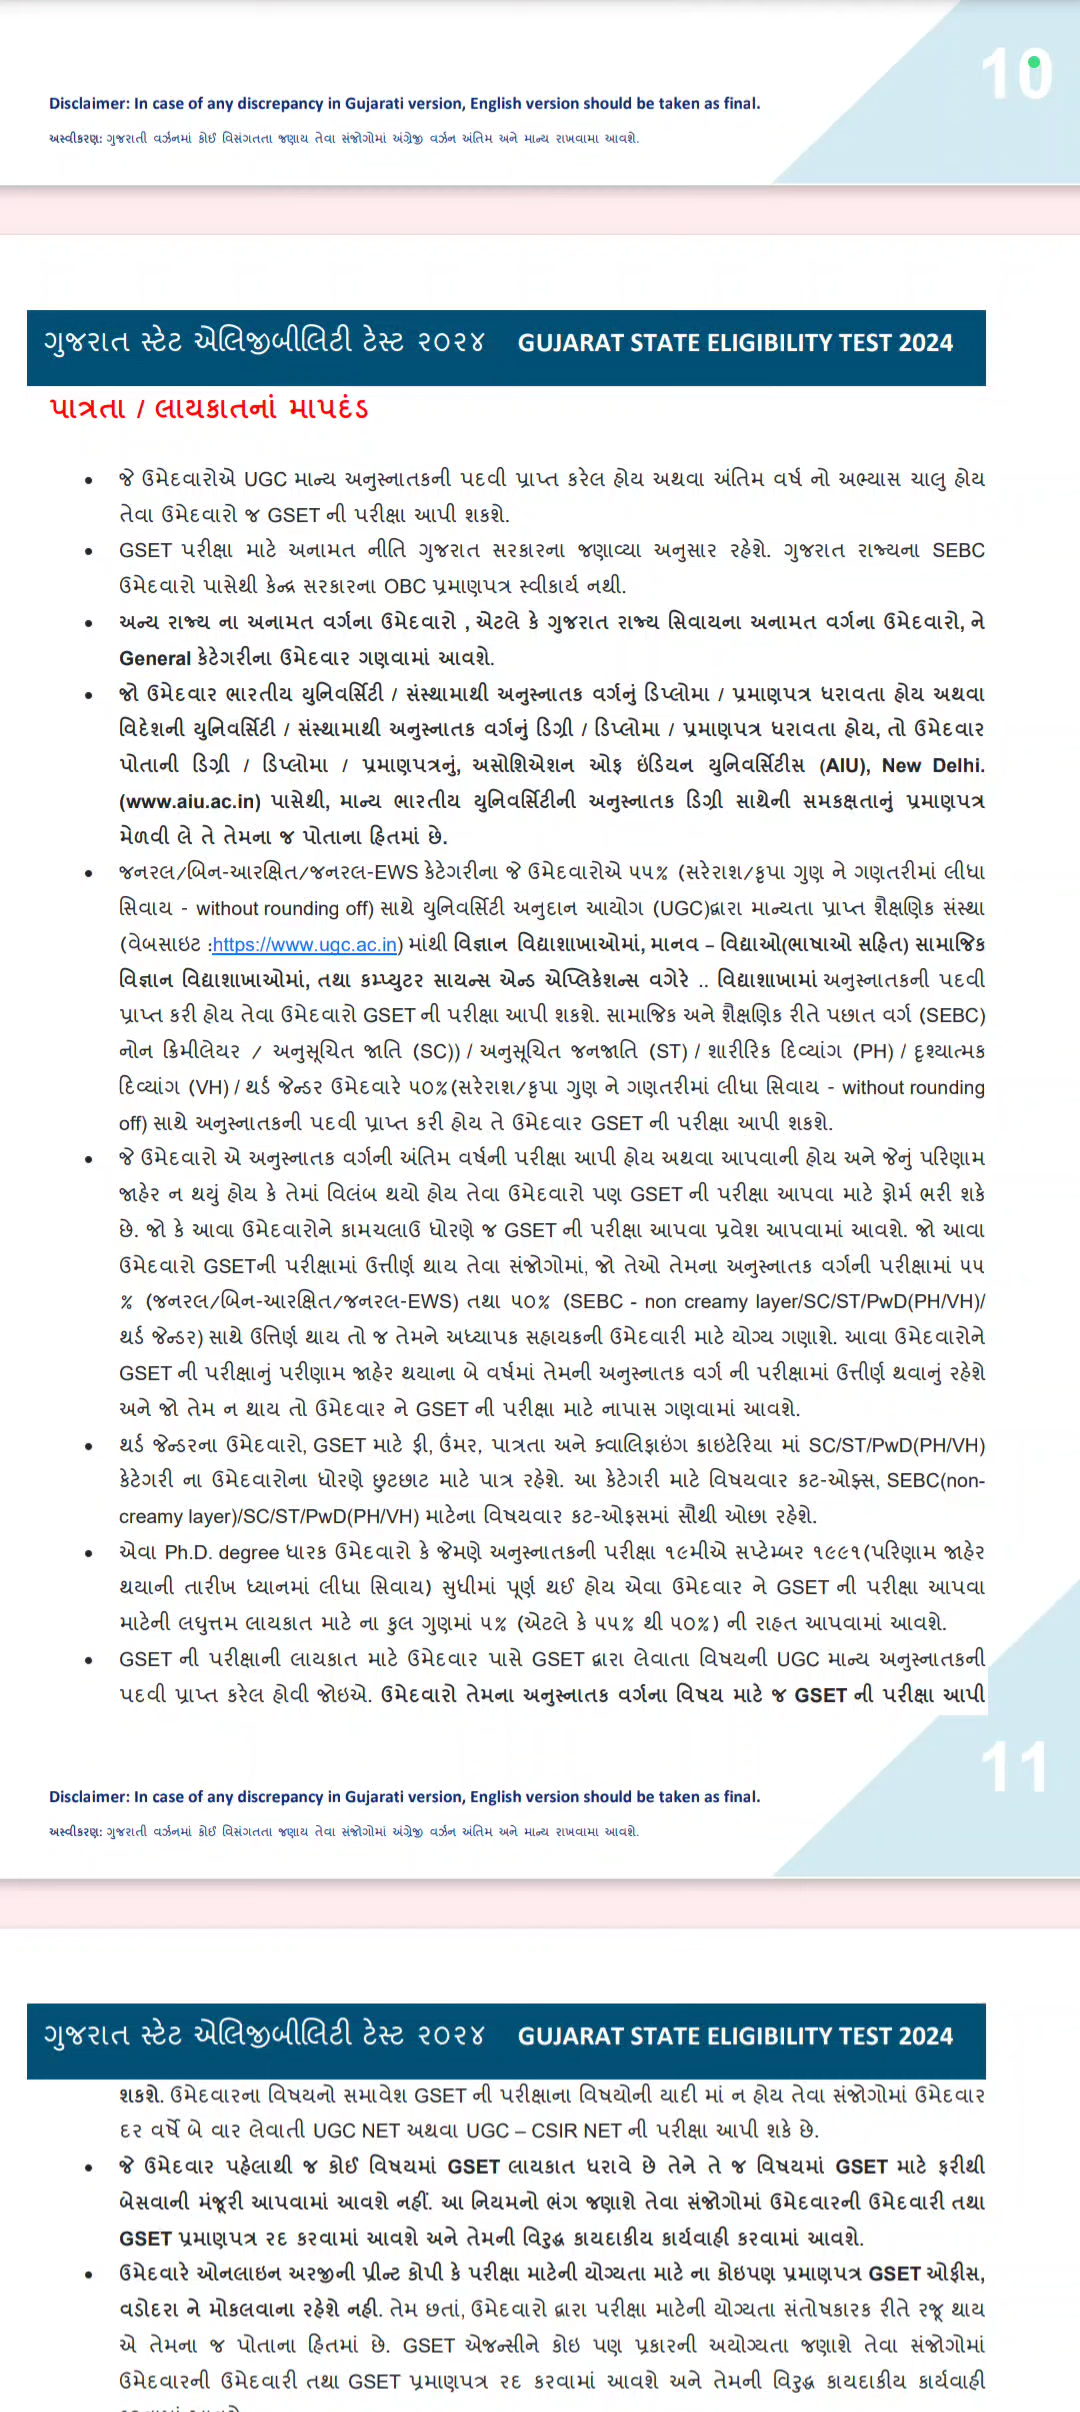 10
Disclaimer: In case of any discrepancy in Gujarati version, English version should be taken as final.
અસ્વીકરણ: ગુજરાતી વર્ઝનમાં કોઈ વિસંગતતા જણાય તેવા સંજોગોમાં અંગ્રેજી વર્ઝન અંતિમ અને માન્ય રાખવામા આવશે.
ગુજરાત સ્ટેટ એલિજીબીલિટી ટેસ્ટ ૨૦૨૪ GUJARAT STATE ELIGIBILITY TEST 2024
પાત્રતા / લાયકાતનાં માપદંડ
• જે ઉમેદવારોએ UGC માન્ય અનુસ્નાતકની પદવી પ્રાપ્ત કરેલ હોય અથવા અંતિમ વર્ષ નો અભ્યાસ ચાલુ હોય
તેવા ઉમેદવારો જ GSET ની પરીક્ષા આપી શકશે.
• GSET પરીક્ષા માટે અનામત નીતિ ગુજરાત સરકારના જણાવ્યા અનુસાર રહેશે. ગુજરાત રાજ્યના SEBC
ઉમેદવારો પાસેથી કેન્દ્ર સરકારના OBC પ્રમાણપત્ર સ્વીકાર્ય નથી.
• અન્ય રાજ્ય ના અનામત વર્ગના ઉમેદવારો , એટલે કે ગુજરાત રાજ્ય સિવાયના અનામત વર્ગના ઉમેદવારો, ને
General કેટેગરીના ઉમેદવાર ગણવામાં આવશે.
• જો ઉમેદવાર ભારતીય યુનિવર્સિટી / સંસ્થામાથી અનુસ્નાતક વર્ગનું ડિપ્લોમા / પ્રમાણપત્ર ધરાવતા હોય અથવા
વિદેશની યુનિવર્સિટી / સંસ્થામાથી અનુસ્નાતક વર્ગનું ડિગ્રી / ડિપ્લોમા / પ્રમાણપત્ર ધરાવતા હોય, તો ઉમેદવાર
પોતાની ડિગ્રી / ડિપ્લોમા / પ્રમાણપત્રનું, અસોશિએશન ઓફ ઇંડિયન યુનિવર્સિટીસ (AIU), New Delhi.
(www.aiu.ac.in) પાસેથી, માન્ય ભારતીય યુનિવર્સિટીની અનુસ્નાતક ડિગ્રી સાથેની સમકક્ષતાનું પ્રમાણપત્ર
મેળવી લે તે તેમના જ પોતાના હિતમાં છે.
• જનરલ/બિન-આરક્ષિત/જનરલ-EWS કેટેગરીના જે ઉમેદવારોએ ૫૫% (સરેરાશ/કૃપા ગુણ ને ગણતરીમાં લીધા
સિવાય - without rounding off) સાથે યુનિવર્સિટી અનુદાન આયોગ (UGC)દ્વારા માન્યતા પ્રાપ્ત શૈક્ષણિક સંસ્થા
(વેબસાઇટ :https://www.ugc.ac.in) માંથી વિજ્ઞાન વિદ્યાશાખાઓમાં, માનવ – વિદ્યાઓ(ભાષાઓ સહિત) સામાજિક
વિજ્ઞાન વિદ્યાશાખાઓમાં, તથા કમ્પ્યુટર સાયન્સ એન્ડ એપ્લિકેશન્સ વગેરે .. વિદ્યાશાખામાં અનુસ્નાતકની પદવી
પ્રાપ્ત કરી હોય તેવા ઉમેદવારો GSET ની પરીક્ષા આપી શકશે. સામાજિક અને શૈક્ષણિક રીતે પછાત વર્ગ (SEBC)
નોન ક્રિમીલેયર / અનુસૂચિત જાતિ (SC)) / અનુસૂચિત જનજાતિ (ST) / શારીરિક દિવ્યાંગ (PH) / દૃશ્યાત્મક
દિવ્યાંગ (VH) / થર્ડ જેન્ડર ઉમેદવારે ૫૦%(સરેરાશ/કૃપા ગુણ ને ગણતરીમાં લીધા સિવાય - without rounding
off) સાથે અનુસ્નાતકની પદવી પ્રાપ્ત કરી હોય તે ઉમેદવાર GSET ની પરીક્ષા આપી શકશે.
• જે ઉમેદવારો એ અનુસ્નાતક વર્ગની અંતિમ વર્ષની પરીક્ષા આપી હોય અથવા આપવાની હોય અને જેનું પરિણામ
જાહેર ન થયું હોય કે તેમાં વિલંબ થયો હોય તેવા ઉમેદવારો પણ GSET ની પરીક્ષા આપવા માટે ફોર્મ ભરી શકે
છે. જો કે આવા ઉમેદવારોને કામચલાઉ ધોરણે જ GSET ની પરીક્ષા આપવા પ્રવેશ આપવામાં આવશે. જો આવા
ઉમેદવારો GSETની પરીક્ષામાં ઉત્તીર્ણ થાય તેવા સંજોગોમાં, જો તેઓ તેમના અનુસ્નાતક વર્ગની પરીક્ષામાં ૫૫
% (જનરલ/બિન-આરક્ષિત/જનરલ-EWS) તથા ૫૦% (SEBC - non creamy layer/SC/ST/PwD(PH/VH)/
થર્ડ જેન્ડર) સાથે ઉત્તિર્ણ થાય તો જ તેમને અધ્યાપક સહાયકની ઉમેદવારી માટે યોગ્ય ગણાશે. આવા ઉમેદવારોને
GSET ની પરીક્ષાનું પરીણામ જાહેર થયાના બે વર્ષમાં તેમની અનુસ્નાતક વર્ગ ની પરીક્ષામાં ઉત્તીર્ણ થવાનું રહેશે
અને જો તેમ ન થાય તો ઉમેદવાર ને GSET ની પરીક્ષા માટે નાપાસ ગણવામાં આવશે.
• થર્ડ જેન્ડરના ઉમેદવારો, GSET માટે ફી, ઉંમર, પાત્રતા અને ક્વાલિફાઇંગ ક્રાઇટેરિયા માં SC/ST/PwD(PH/VH)
કેટેગરી ના ઉમેદવારોના ધોરણે છુટછાટ માટે પાત્ર રહેશે. આ કેટેગરી માટે વિષયવાર કટ-ઓફ્સ, SEBC(non-
creamy layer)/SC/ST/PwD(PH/VH) માટેના વિષયવાર કટ-ઓફસમાં સૌથી ઓછા રહેશે.
• એવા Ph.D. degree ધારક ઉમેદવારો કે જેમણે અનુસ્નાતકની પરીક્ષા ૧૯મીએ સપ્ટેમ્બર ૧૯૯૧(પરિણામ જાહેર
થયાની તારીખ ધ્યાનમાં લીધા સિવાય) સુધીમાં પૂર્ણ થઈ હોય એવા ઉમેદવાર ને GSET ની પરીક્ષા આપવા
માટેની લઘુત્તમ લાયકાત માટે ના કુલ ગુણમાં ૫% (એટલે કે ૫૫% થી ૫૦%) ની રાહત આપવામાં આવશે.
• GSET ની પરીક્ષાની લાયકાત માટે ઉમેદવાર પાસે GSET દ્વારા લેવાતા વિષયની UGC માન્ય અનુસ્નાતકની
પદવી પ્રાપ્ત કરેલ હોવી જોઇએ. ઉમેદવારો તેમના અનુસ્નાતક વર્ગના વિષય માટે જ GSET ની પરીક્ષા આપી
11
Disclaimer: In case of any discrepancy in Gujarati version, English version should be taken as final.
અસ્વીકરણ: ગુજરાતી વર્ઝનમાં કોઈ વિસંગતતા જણાય તેવા સંજોગોમાં અંગ્રેજી વર્ઝન અંતિમ અને માન્ય રાખવામા આવશે.
ગુજરાત સ્ટેટ એલિજીબીલિટી ટેસ્ટ ૨૦૨૪ GUJARAT STATE ELIGIBILITY TEST 2024
શકશે. ઉમેદવારના વિષયનો સમાવેશ GSET ની પરીક્ષાના વિષયોની યાદી માં ન હોય તેવા સંજોગોમાં ઉમેદવાર
દર વર્ષે બે વાર લેવાતી UGC NET અથવા UGC – CSIR NET ની પરીક્ષા આપી શકે છે.
• જે ઉમેદવાર પહેલાથી જ કોઈ વિષયમાં GSET લાયકાત ધરાવે છે તેને તે જ વિષયમાં GSET માટે ફરીથી
બેસવાની મંજૂરી આપવામાં આવશે નહીં. આ નિયમનો ભંગ જણાશે તેવા સંજોગોમાં ઉમેદવારની ઉમેદવારી તથા
GSET પ્રમાણપત્ર રદ કરવામાં આવશે અને તેમની વિરુદ્ધ કાયદાકીય કાર્યવાહી કરવામાં આવશે.
• ઉમેદવારે ઓનલાઇન અરજીની પ્રીન્ટ કોપી કે પરીક્ષા માટેની યોગ્યતા માટે ના કોઇપણ પ્રમાણપત્ર GSET ઓફીસ,
વડોદરા ને મોકલવાના રહેશે નહી. તેમ છતાં, ઉમેદવારો દ્વારા પરીક્ષા માટેની યોગ્યતા સંતોષકારક રીતે રજૂ થાય
એ તેમના જ પોતાના હિતમાં છે. GSET એજન્સીને કોઇ પણ પ્રકારની અયોગ્યતા જણાશે તેવા સંજોગોમાં
ઉમેદવારની ઉમેદવારી તથા GSET પ્રમાણપત્ર રદ કરવામાં આવશે અને તેમની વિરુદ્ધ કાયદાકીય કાર્યવાહી